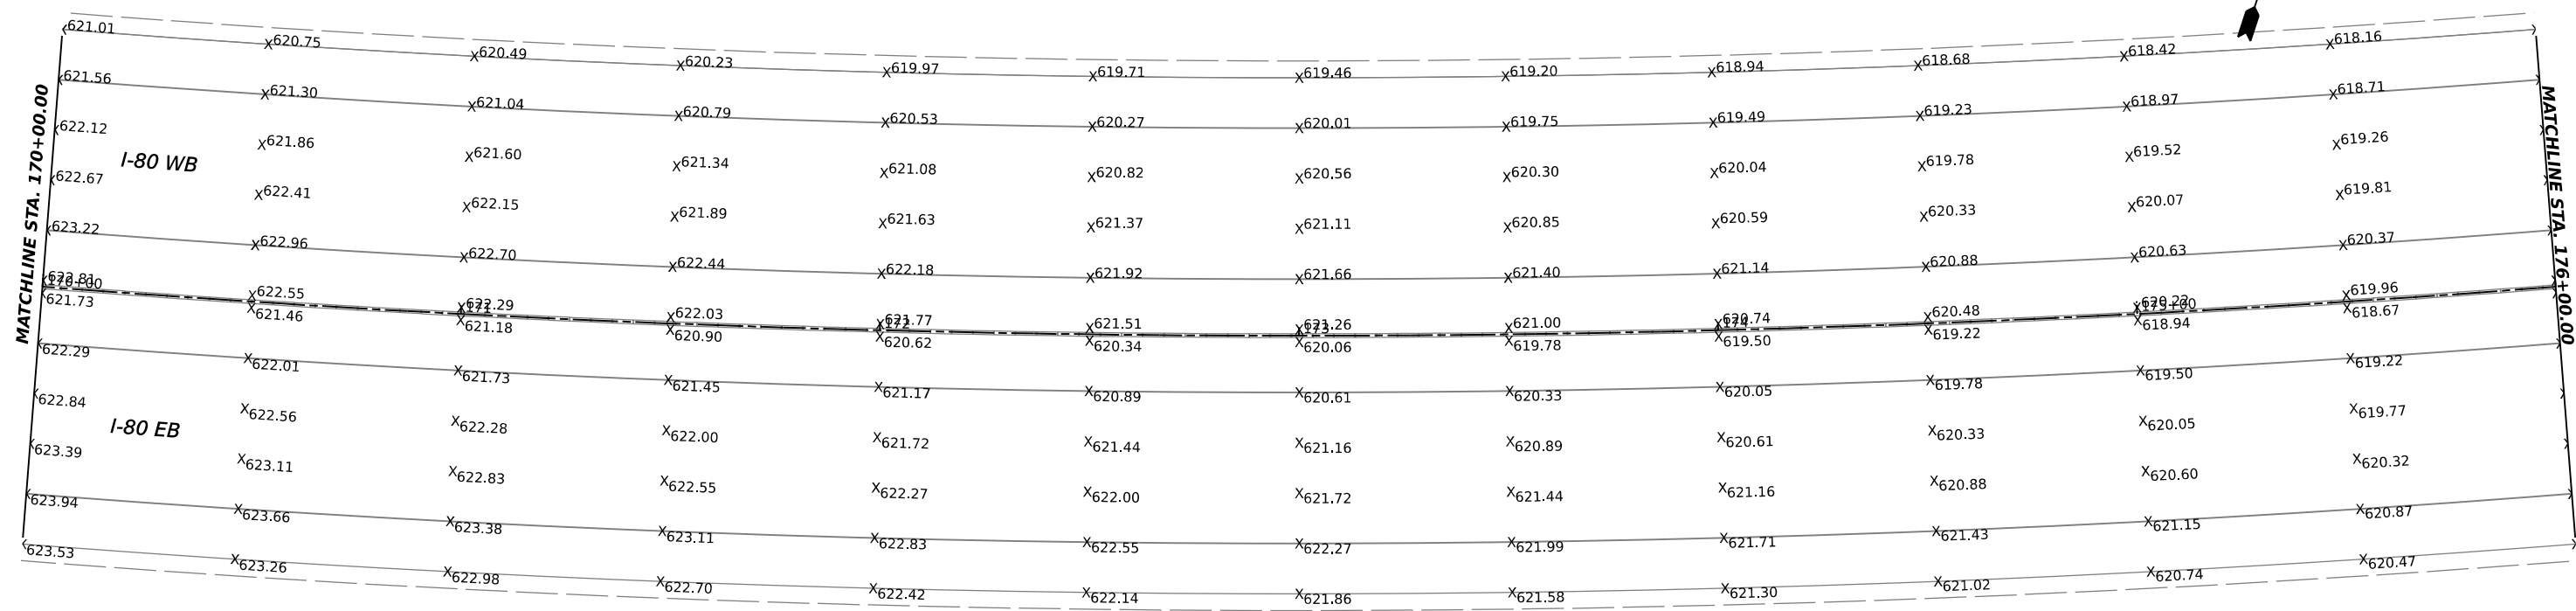 621.01 620.75 620.49 620.23 619.97 619.71 619.46 619.20 618.94 618.68 618.42 618.16
621.56 621.30 621.04 620.79 620.53 620.27 620.01 619.75 619.49 619.23 618.97 618.71
622.12 621.86 621.60 621.34 621.08 620.82 620.56 620.30 620.04 619.78 619.52 619.26
I-80 WB
622.67 622.41 622.15 621.89 621.63 621.37 621.11 620.85 620.59 620.33 620.07 619.81
623.22 622.96 622.70 622.44 622.18 621.92 621.66 621.40 621.14 620.88 620.63 620.37
622.81 622.55 622.29 622.03 621.77 621.51 621.26 621.00 620.74 620.48 620.22 619.96
170+00 171 172 173 174 175+00
621.73 621.46 621.18 620.90 620.62 620.34 620.06 619.78 619.50 619.22 618.94 618.67
622.29 622.01 621.73 621.45 621.17 620.89 620.61 620.33 620.05 619.78 619.50 619.22
622.84 622.56 622.28 622.00 621.72 621.44 621.16 620.89 620.61 620.33 620.05 619.77
I-80 EB
623.39 623.11 622.83 622.55 622.27 622.00 621.72 621.44 621.16 620.88 620.60 620.32
623.94 623.66 623.38 623.11 622.83 622.55 622.27 621.99 621.71 621.43 621.15 620.87
623.53 623.26 622.98 622.70 622.42 622.14 621.86 621.58 621.30 621.02 620.74 620.47
MATCHLINE STA. 170+00.00
MATCHLINE STA. 176+00.00